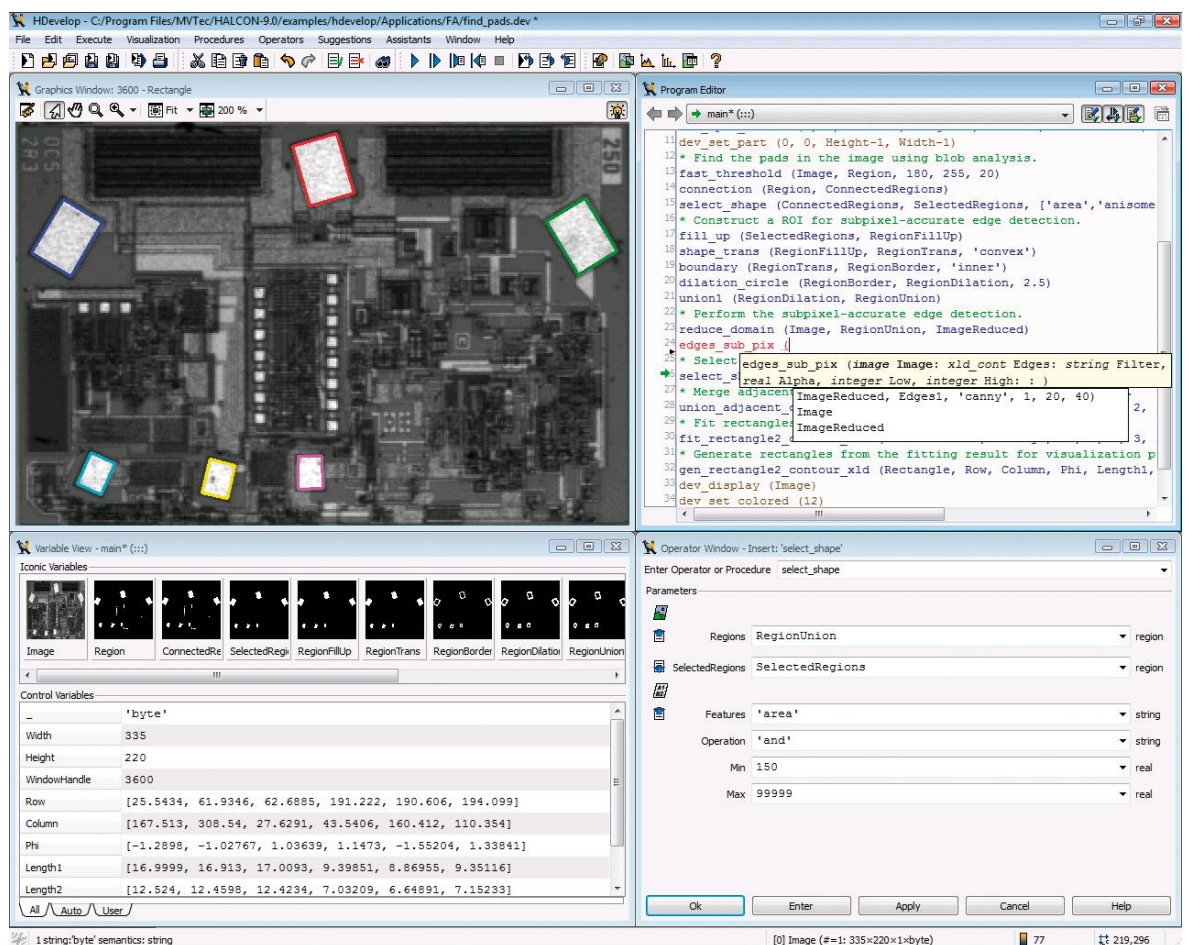 HDevelop - C:/Program Files/MVTec/HALCON-9.0/examples/hdevelop/Applications/FA/find_pads.dev *
File Edit Execute Visualization Procedures Operators Suggestions Assistants Window Help
Graphics Window: 3600 - Rectangle
Fit 200 %
OCS
2R3
250
Program Editor
main* (:::)
11 dev_set_part (0, 0, Height-1, Width-1)
12 * Find the pads in the image using blob analysis.
13 fast_threshold (Image, Region, 180, 255, 20)
14 connection (Region, ConnectedRegions)
15 select_shape (ConnectedRegions, SelectedRegions, ['area','anisome
16 * Construct a ROI for subpixel-accurate edge detection.
17 fill_up (SelectedRegions, RegionFillUp)
18 shape_trans (RegionFillUp, RegionTrans, 'convex')
19 boundary (RegionTrans, RegionBorder, 'inner')
20 dilation_circle (RegionBorder, RegionDilation, 2.5)
21 union1 (RegionDilation, RegionUnion)
22 * Perform the subpixel-accurate edge detection.
23 reduce_domain (Image, RegionUnion, ImageReduced)
24 edges_sub_pix (
25 * Select
edges_sub_pix (image Image: xld_cont Edges: string Filter,
real Alpha, integer Low, integer High: : )
select_s
27 * Merge adjacent
ImageReduced, Edges1, 'canny', 1, 20, 40)
28 union_adjacent_c 2,
Image
29 * Fit rectangles
ImageReduced
30 fit_rectangle2_c 3,
31 * Generate rectangles from the fitting result for visualization p
32 gen_rectangle2_contour_xld (Rectangle, Row, Column, Phi, Length1,
33 dev_display (Image)
34 dev_set_colored (12)
Variable View - main* (:::)
Iconic Variables
Image Region ConnectedRe SelectedRegi RegionFillUp RegionTrans RegionBorder RegionDilatio RegionUnion
Control Variables
_ 'byte'
Width 335
Height 220
WindowHandle 3600
Row [25.5434, 61.9346, 62.6885, 191.222, 190.606, 194.099]
Column [167.513, 308.54, 27.6291, 43.5406, 160.412, 110.354]
Phi [-1.2898, -1.02767, 1.03639, 1.1473, -1.55204, 1.33841]
Length1 [16.9999, 16.913, 17.0093, 9.39851, 8.86955, 9.35116]
Length2 [12.524, 12.4598, 12.4234, 7.03209, 6.64891, 7.15233]
All Auto User
Operator Window - Insert: 'select_shape'
Enter Operator or Procedure select_shape
Parameters
Regions RegionUnion region
SelectedRegions SelectedRegions region
Features 'area' string
Operation 'and' string
Min 150 real
Max 99999 real
Ok Enter Apply Cancel Help
1 string:'byte' semantics: string
[0] Image (#=1: 335×220×1×byte) 77 219,296